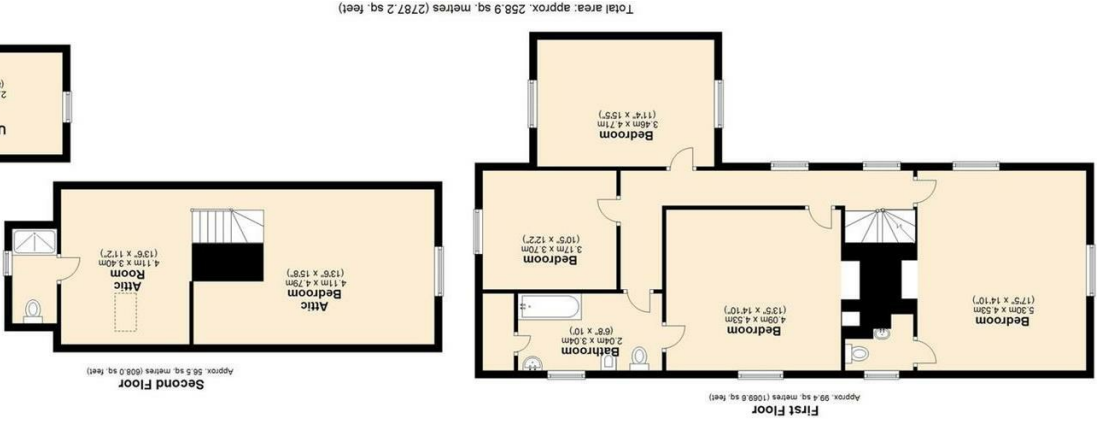 First Floor
Approx. 99.4 sq. metres (1069.6 sq. feet)
Bedroom
5.30m x 4.53m
(17'5" x 14'10")
Bedroom
4.09m x 4.53m
(13'5" x 14'10")
Bathroom
2.04m x 3.04m
(6'8 x 10')
Bedroom
3.17m x 3.70m
(10'5" x 12'2")
Bedroom
3.46m x 4.71m
(11'4" x 15'5")
Second Floor
Approx. 56.5 sq. metres (608.0 sq. feet)
Attic
Bedroom
4.11m x 4.79m
(13'6" x 15'8")
Attic
Room
4.11m x 3.40m
(13'6" x 11'2")
Total area: approx. 258.9 sq. metres (2787.2 sq. feet)